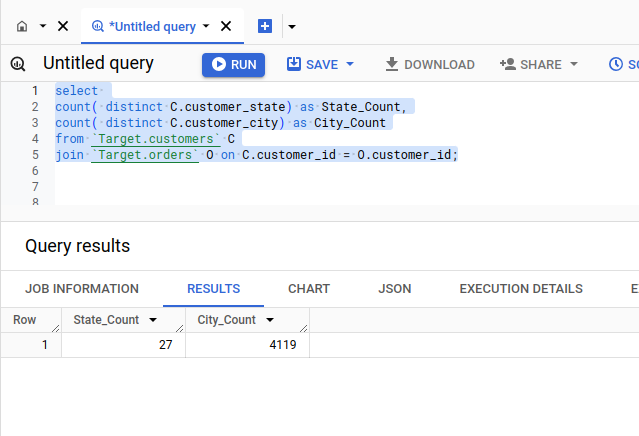 *Untitled query
Untitled query
RUN
SAVE
DOWNLOAD
SHARE
1 select
2 count( distinct C.customer_state) as State_Count,
3 count( distinct C.customer_city) as City_Count
4 from `Target.customers` C
5 join `Target.orders` O on C.customer_id = O.customer_id;
6
7
8
Query results
JOB INFORMATION RESULTS CHART JSON EXECUTION DETAILS
Row State_Count City_Count
1 27 4119